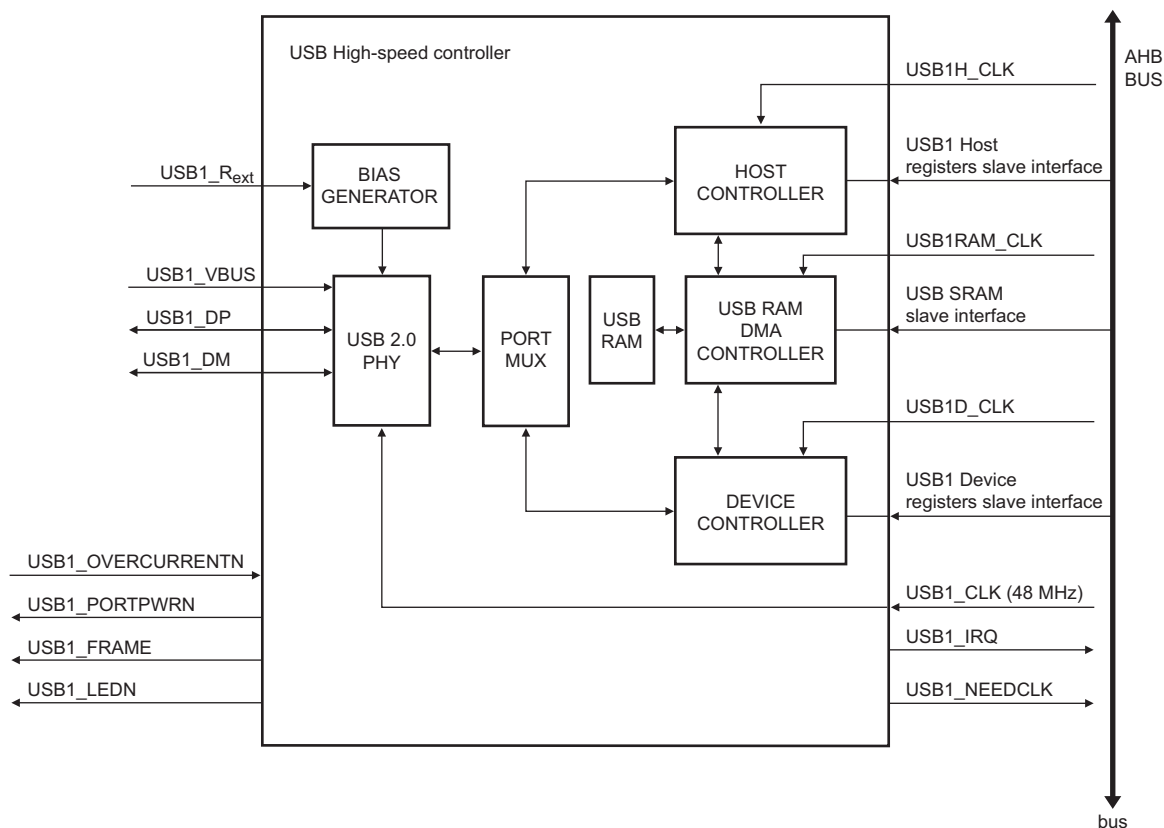 USB High-speed controller
AHB
BUS
USB1H_CLK
USB1 Host
registers slave interface
USB1_Rext
BIAS
GENERATOR
HOST
CONTROLLER
USB1RAM_CLK
USB1_VBUS
USB1_DP
USB1_DM
USB 2.0
PHY
PORT
MUX
USB
RAM
USB RAM
DMA
CONTROLLER
USB SRAM
slave interface
USB1D_CLK
USB1 Device
registers slave interface
DEVICE
CONTROLLER
USB1_OVERCURRENTN
USB1_PORTPWRN
USB1_FRAME
USB1_LEDN
USB1_CLK (48 MHz)
USB1_IRQ
USB1_NEEDCLK
bus